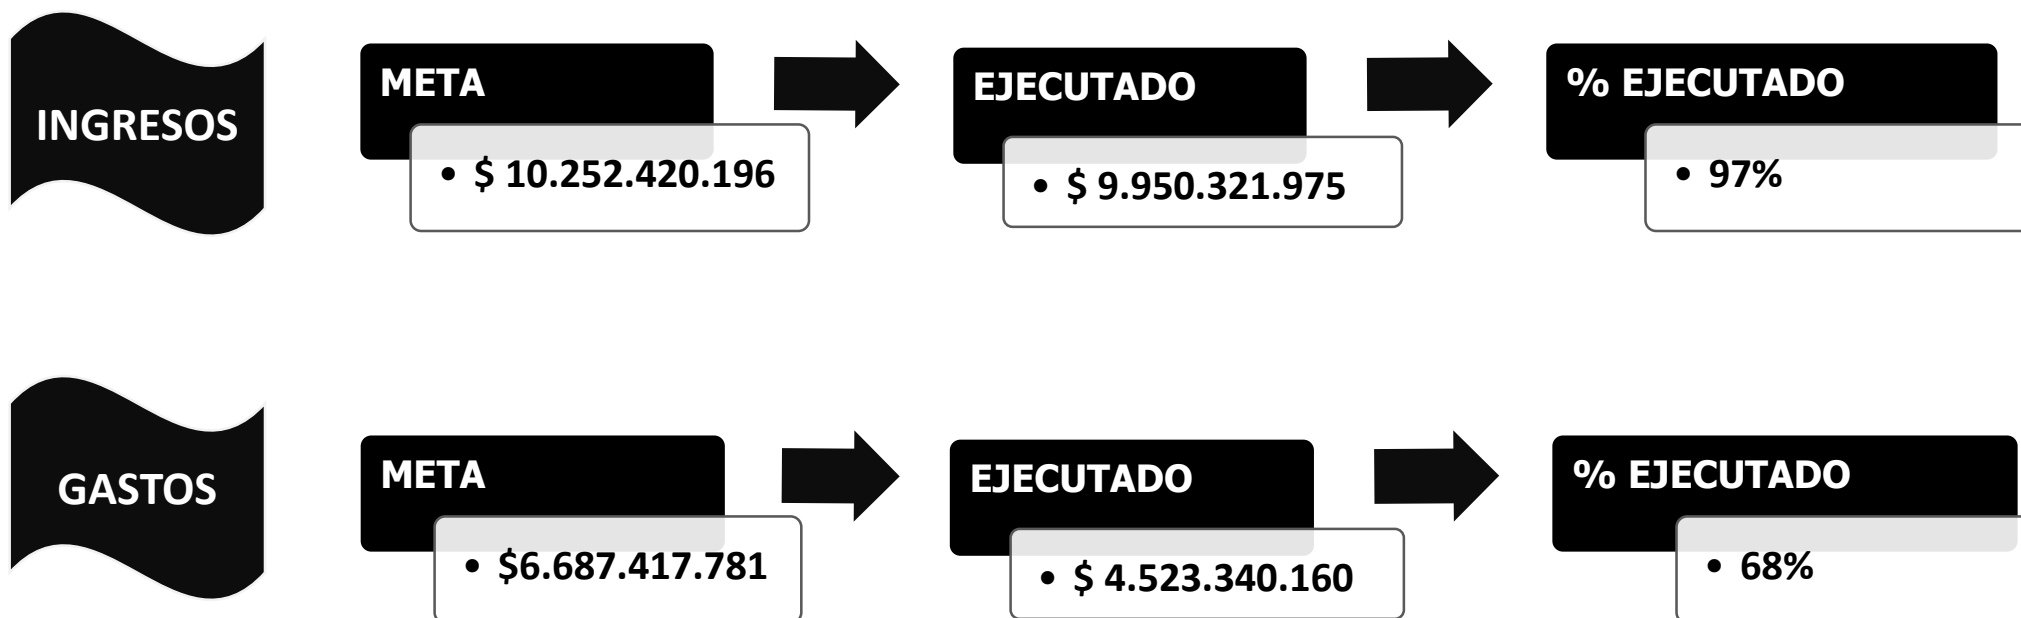 INGRESOS
META
• $ 10.252.420.196
EJECUTADO
• $ 9.950.321.975
% EJECUTADO
• 97%
GASTOS
META
• $6.687.417.781
EJECUTADO
• $ 4.523.340.160
% EJECUTADO
• 68%